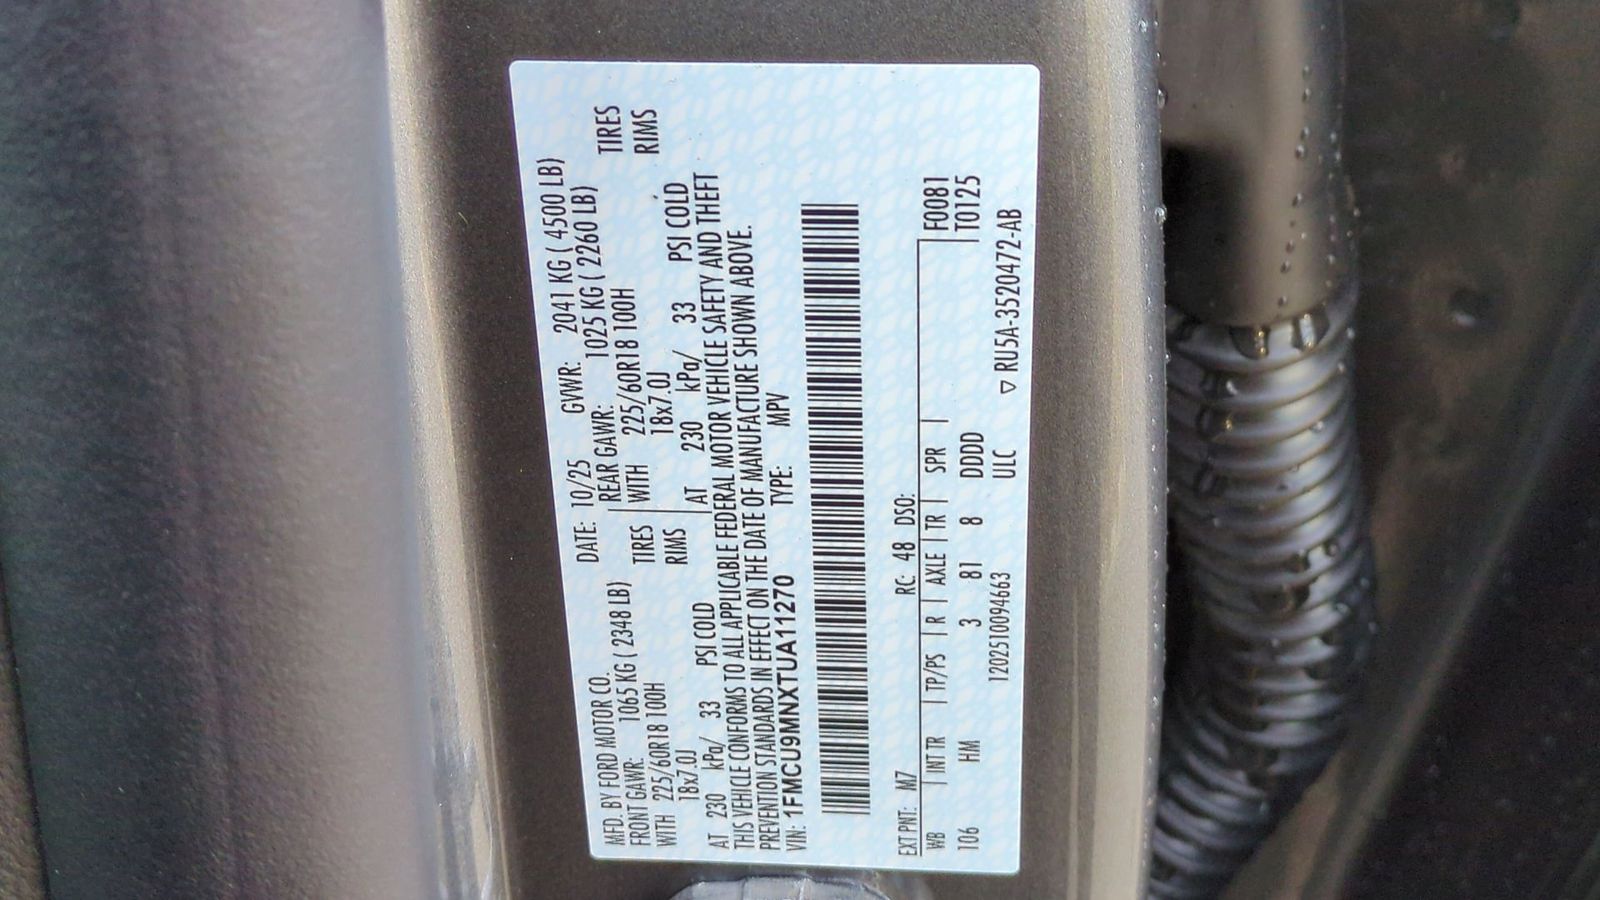 MFD. BY FORD MOTOR CO. DATE: 10/25 GVWR: 2041 KG ( 4500 LB)
FRONT GAWR: 1065 KG ( 2348 LB) REAR GAWR: 1025 KG ( 2260 LB)
WITH 225/60R18 100H TIRES WITH 225/60R18 100H TIRES
18x7.0J RIMS 18x7.0J RIMS
AT 230 kPa/ 33 PSI COLD AT 230 kPa/ 33 PSI COLD
THIS VEHICLE CONFORMS TO ALL APPLICABLE FEDERAL MOTOR VEHICLE SAFETY AND THEFT
PREVENTION STANDARDS IN EFFECT ON THE DATE OF MANUFACTURE SHOWN ABOVE.
VIN: 1FMCU9MNXTUA11270 TYPE: MPV
EXT PNT: M7 RC: 48 DSO:
WB INT TR TP/PS R AXLE TR SPR F0081
106 HM 3 81 8 DDDD T0125
1202510094663 ULC ▽ RU5A-3520472-AB